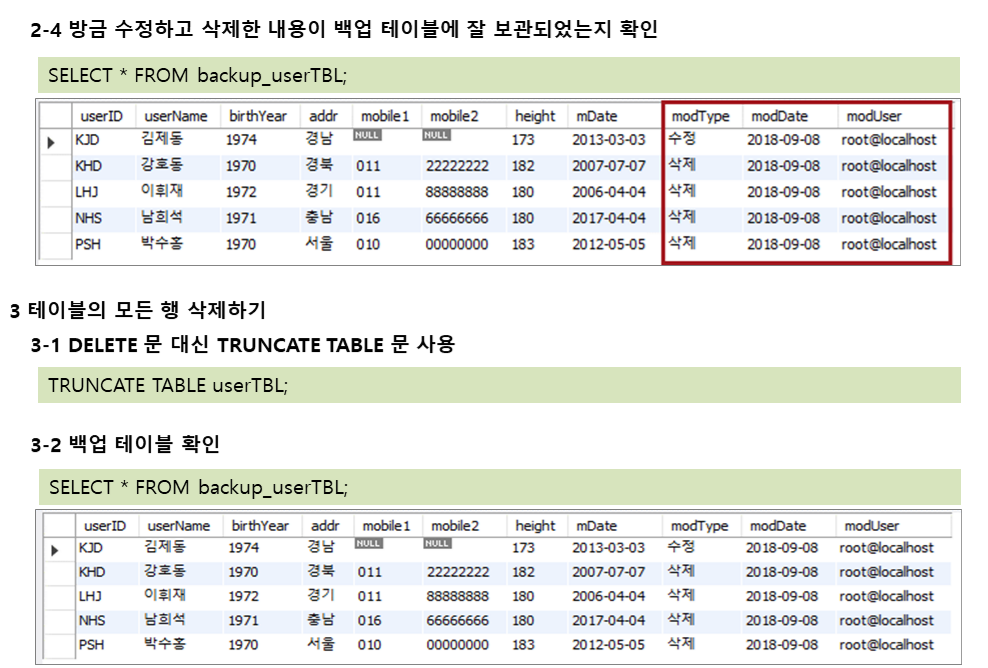 2-4 방금 수정하고 삭제한 내용이 백업 테이블에 잘 보관되었는지 확인
SELECT * FROM backup_userTBL;
userID userName birthYear addr mobile1 mobile2 height mDate modType modDate modUser
KJD 김제동 1974 경남 NULL NULL 173 2013-03-03 수정 2018-09-08 root@localhost
KHD 강호동 1970 경북 011 22222222 182 2007-07-07 삭제 2018-09-08 root@localhost
LHJ 이휘재 1972 경기 011 88888888 180 2006-04-04 삭제 2018-09-08 root@localhost
NHS 남희석 1971 충남 016 66666666 180 2017-04-04 삭제 2018-09-08 root@localhost
PSH 박수홍 1970 서울 010 00000000 183 2012-05-05 삭제 2018-09-08 root@localhost
3 테이블의 모든 행 삭제하기
3-1 DELETE 문 대신 TRUNCATE TABLE 문 사용
TRUNCATE TABLE userTBL;
3-2 백업 테이블 확인
SELECT * FROM backup_userTBL;
userID userName birthYear addr mobile1 mobile2 height mDate modType modDate modUser
KJD 김제동 1974 경남 NULL NULL 173 2013-03-03 수정 2018-09-08 root@localhost
KHD 강호동 1970 경북 011 22222222 182 2007-07-07 삭제 2018-09-08 root@localhost
LHJ 이휘재 1972 경기 011 88888888 180 2006-04-04 삭제 2018-09-08 root@localhost
NHS 남희석 1971 충남 016 66666666 180 2017-04-04 삭제 2018-09-08 root@localhost
PSH 박수홍 1970 서울 010 00000000 183 2012-05-05 삭제 2018-09-08 root@localhost